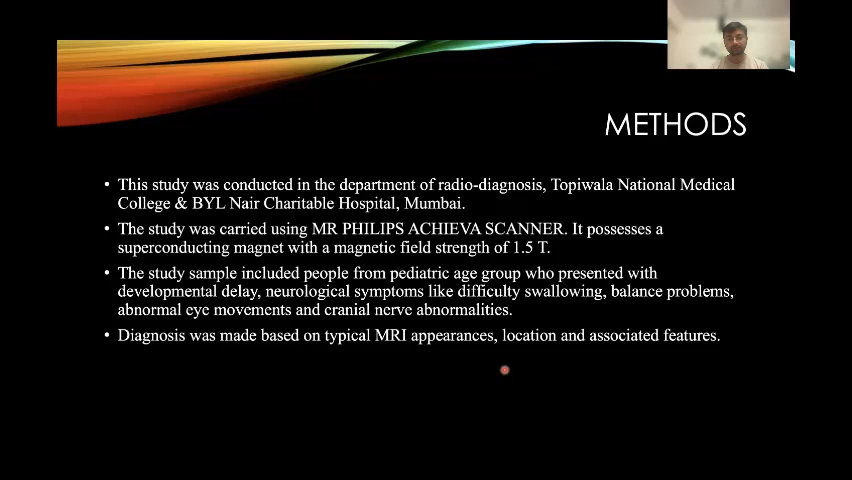 METHODS
• This study was conducted in the department of radio-diagnosis, Topiwala National Medical
College & BYL Nair Charitable Hospital, Mumbai.
• The study was carried using MR PHILIPS ACHIEVA SCANNER. It possesses a
superconducting magnet with a magnetic field strength of 1.5 T.
• The study sample included people from pediatric age group who presented with
developmental delay, neurological symptoms like difficulty swallowing, balance problems,
abnormal eye movements and cranial nerve abnormalities.
• Diagnosis was made based on typical MRI appearances, location and associated features.